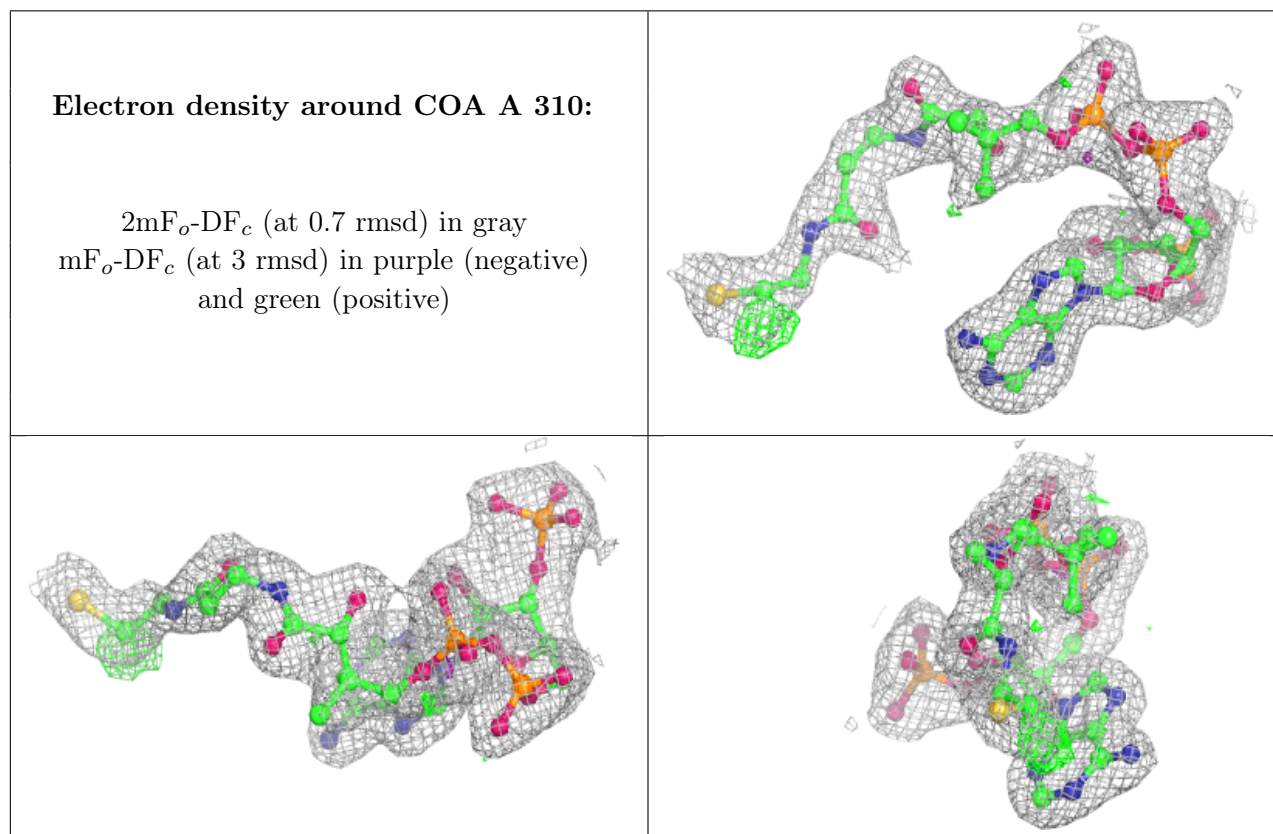 Electron density around COA A 310:
2mFₒ-DF𝒸 (at 0.7 rmsd) in gray
mFₒ-DF𝒸 (at 3 rmsd) in purple (negative)
and green (positive)